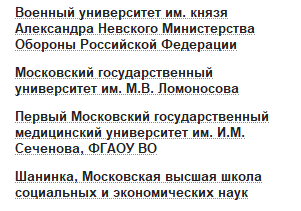 Военный университет им. князя
Александра Невского Министерства
Обороны Российской Федерации
Московский государственный
университет им. М.В. Ломоносова
Первый Московский государственный
медицинский университет им. И.М.
Сеченова, ФГАОУ ВО
Шанинка, Московская высшая школа
социальных и экономических наук